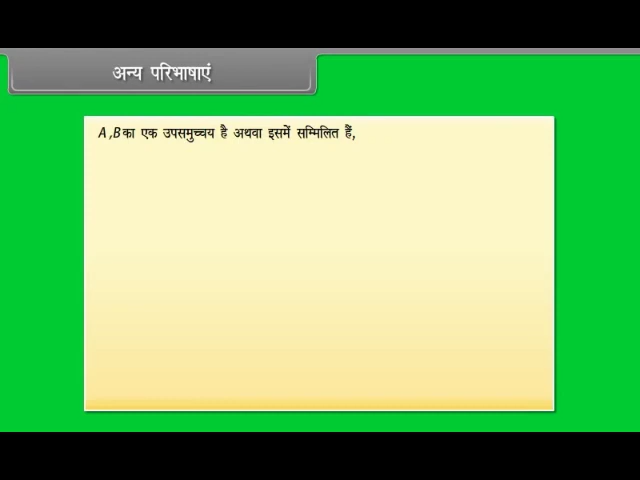 अन्य परिभाषाएं
A ,B का एक उपसमुच्चय है अथवा इसमें सम्मिलित हैं,